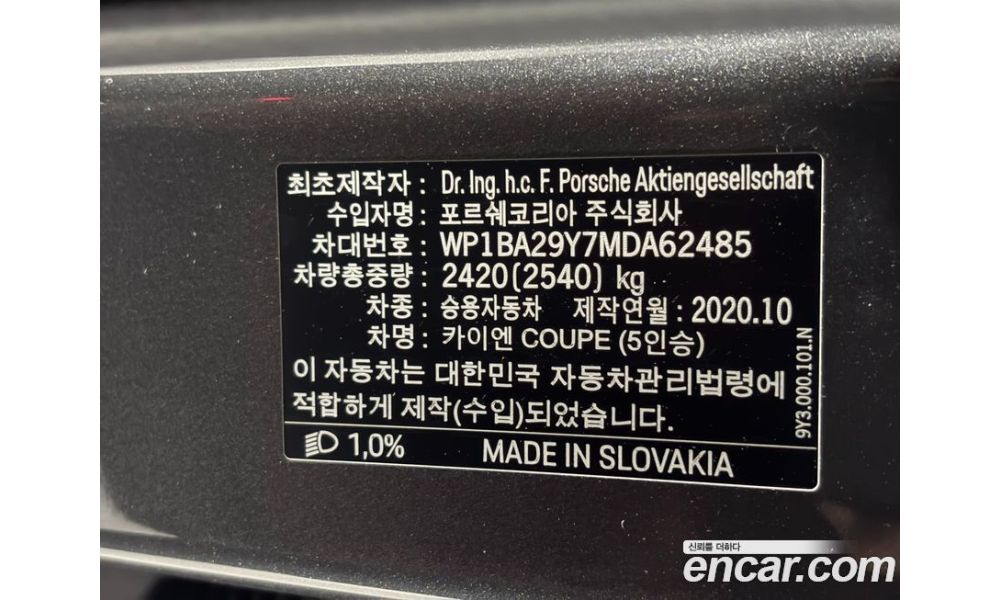 최초제작자 : Dr. Ing. h.c. F. Porsche Aktiengesellschaft
수입자명 : 포르쉐코리아 주식회사
차대번호 : WP1BA29Y7MDA62485
차량총중량 : 2420(2540) kg
차종 : 승용자동차 제작연월 : 2020.10
차명 : 카이엔 COUPE (5인승)
이 자동차는 대한민국 자동차관리법령에
적합하게 제작(수입)되었습니다.
9Y3.000.101.N
1,0% MADE IN SLOVAKIA
신뢰를 더하다
encar.com